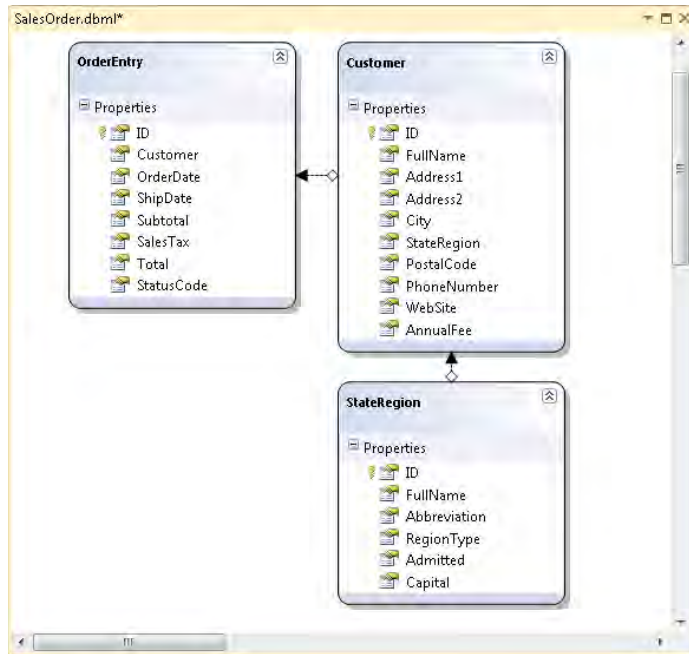 SalesOrder.dbml*
OrderEntry
Properties
ID
Customer
OrderDate
ShipDate
Subtotal
SalesTax
Total
StatusCode
Customer
Properties
ID
FullName
Address1
Address2
City
StateRegion
PostalCode
PhoneNumber
WebSite
AnnualFee
StateRegion
Properties
ID
FullName
Abbreviation
RegionType
Admitted
Capital